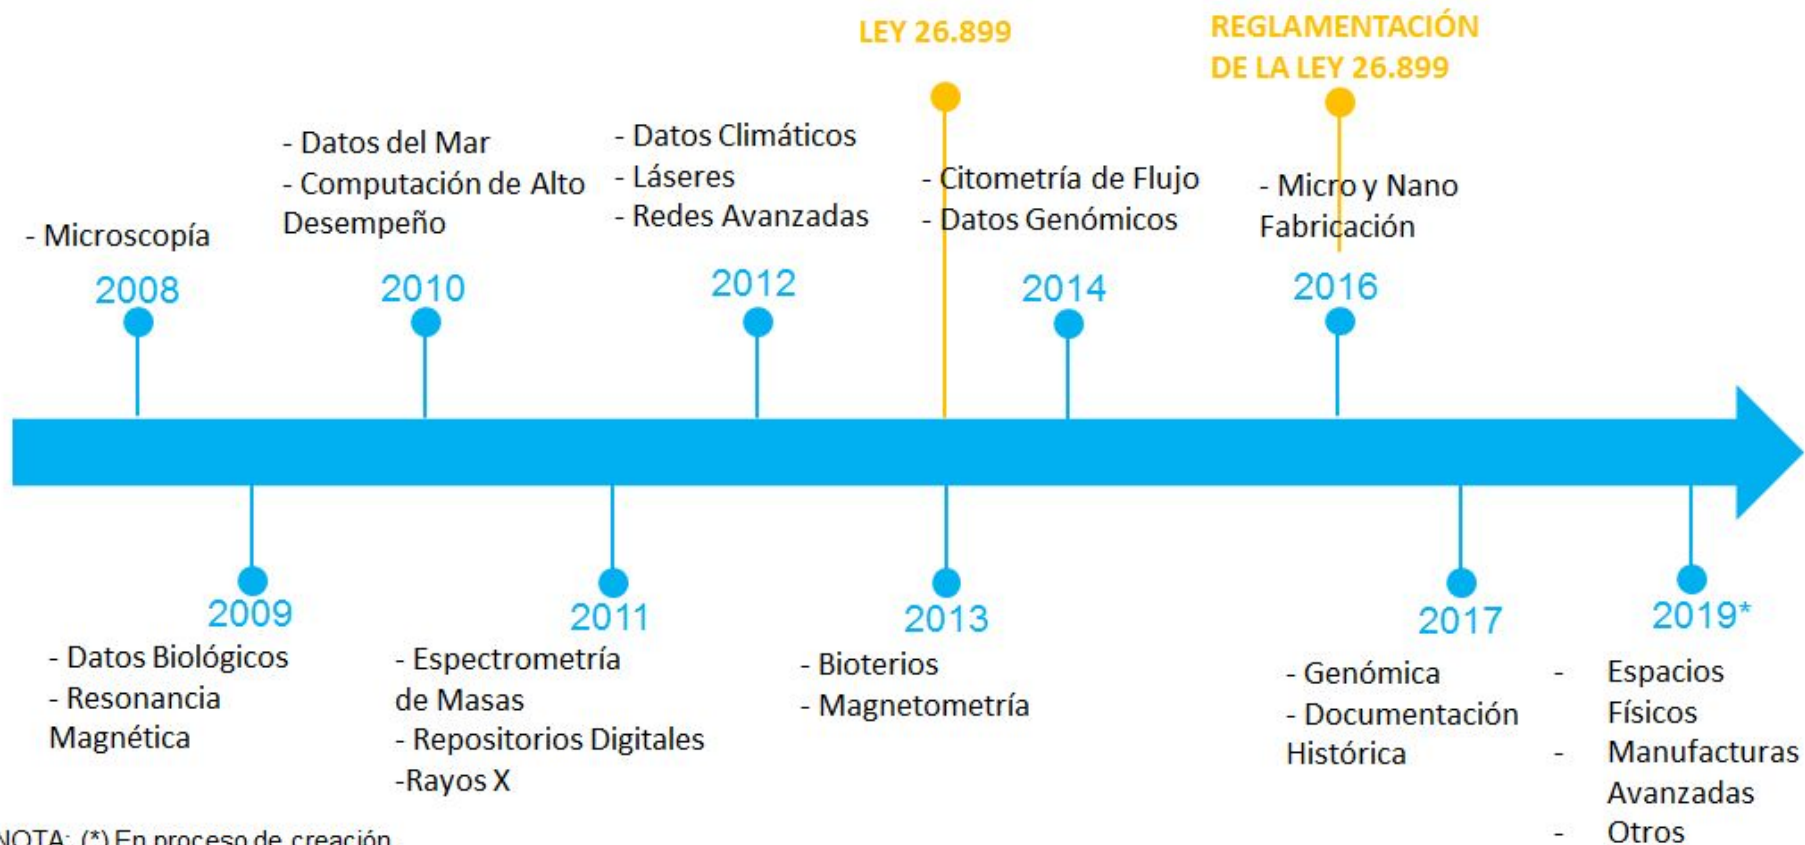 LEY 26.899
REGLAMENTACIÓN
DE LA LEY 26.899
- Microscopía
2008
- Datos del Mar
- Computación de Alto
Desempeño
2010
- Datos Climáticos
- Láseres
- Redes Avanzadas
2012
- Citometría de Flujo
- Datos Genómicos
2014
- Micro y Nano
Fabricación
2016
2009
- Datos Biológicos
- Resonancia
Magnética
2011
- Espectrometría
de Masas
- Repositorios Digitales
-Rayos X
2013
- Bioterios
- Magnetometría
2017
- Genómica
- Documentación
Histórica
2019*
- Espacios
Físicos
- Manufacturas
Avanzadas
- Otros
NOTA: (*) En proceso de creación.